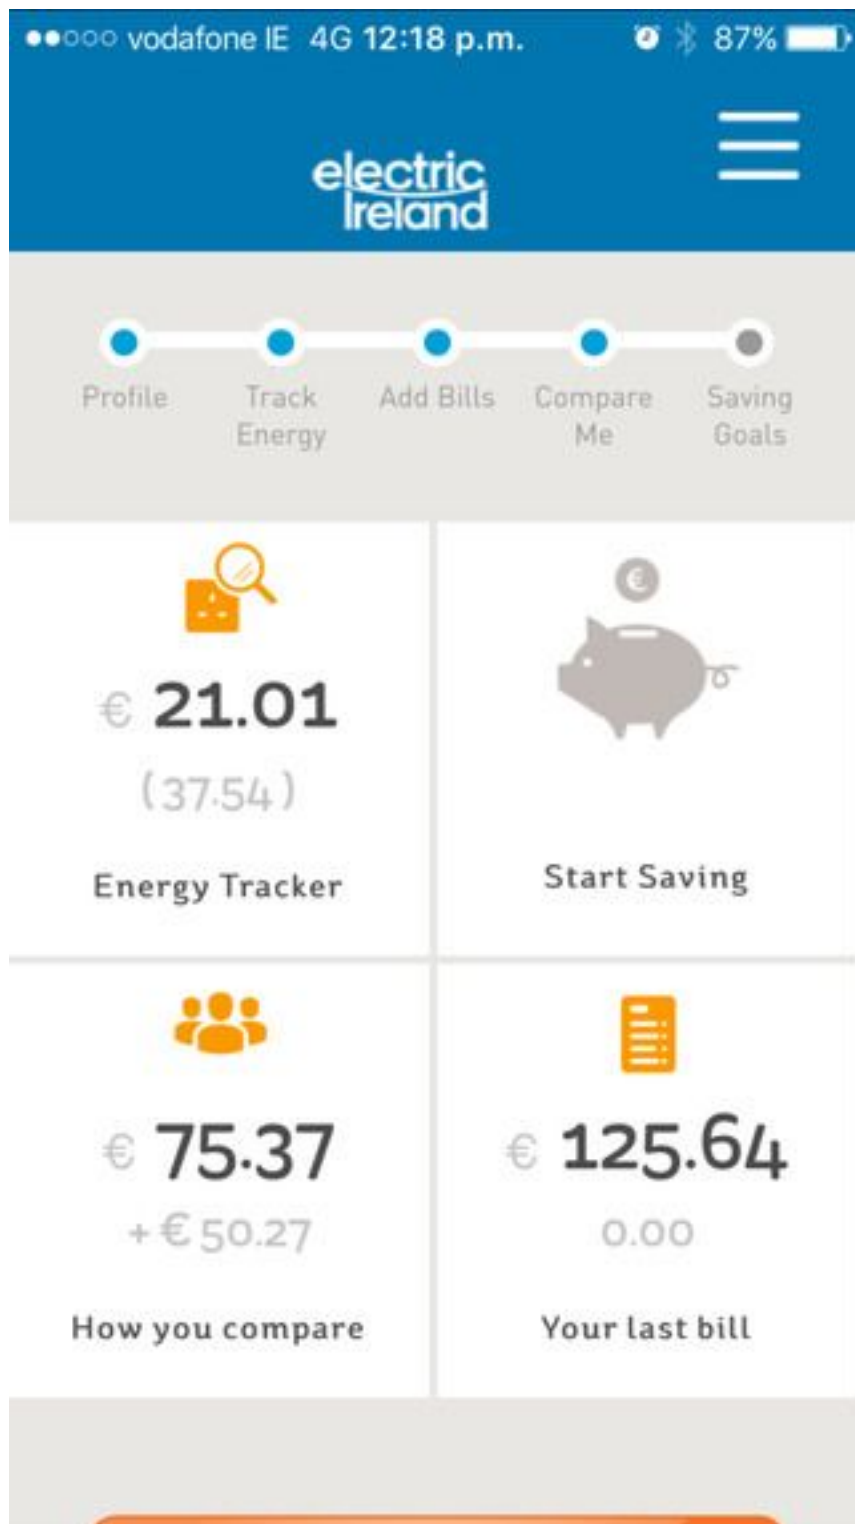 vodafone IE 4G 12:18 p.m. 87%
electric
Ireland
Profile
Track
Energy
Add Bills
Compare
Me
Saving
Goals
€ 21.01
(37.54)
Energy Tracker
€
Start Saving
€ 75.37
+ € 50.27
How you compare
€ 125.64
0.00
Your last bill